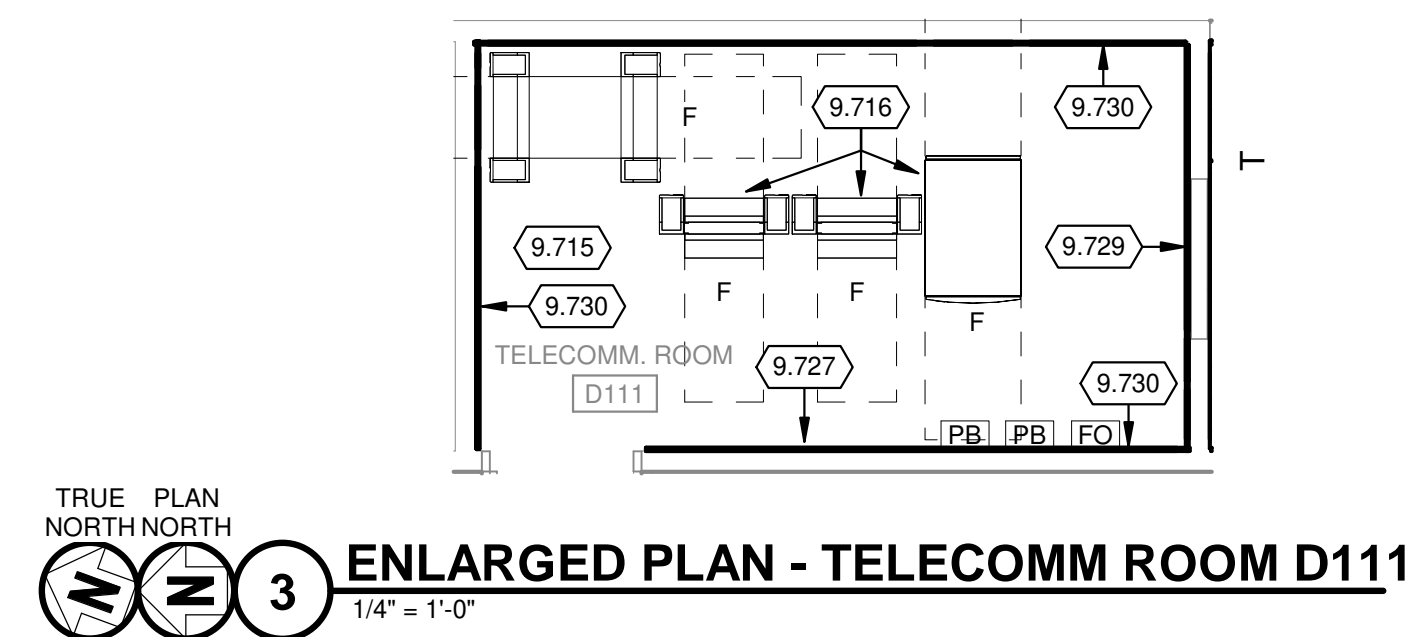 9.716
9.730
F
T
9.715
9.729
9.730
F
F
F
TELECOMM. ROOM
D111
9.727
9.730
PB
PB
FO
TRUE NORTH
PLAN NORTH
N
N
3
ENLARGED PLAN - TELECOMM ROOM D111
1/4" = 1'-0"